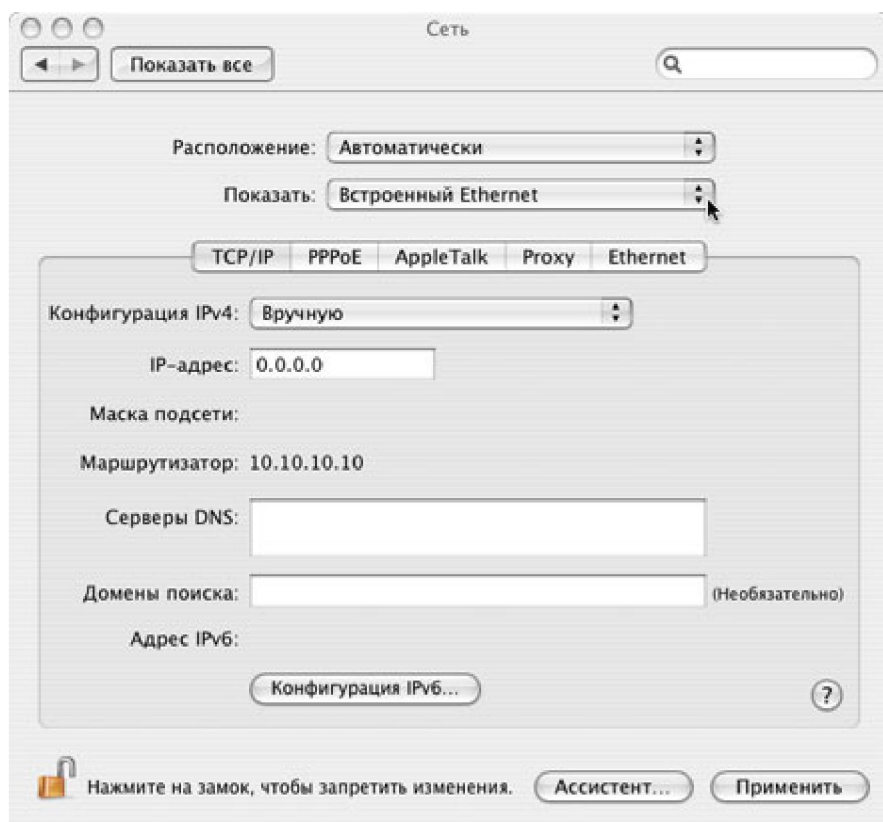 Сеть
Показать все
Расположение: Автоматически
Показать: Встроенный Ethernet
TCP/IP PPPoE AppleTalk Proxy Ethernet
Конфигурация IPv4: Вручную
IP-адрес: 0.0.0.0
Маска подсети:
Маршрутизатор: 10.10.10.10
Серверы DNS:
Домены поиска: (Необязательно)
Адрес IPv6:
Конфигурация IPv6...
?
Нажмите на замок, чтобы запретить изменения. Ассистент... Применить